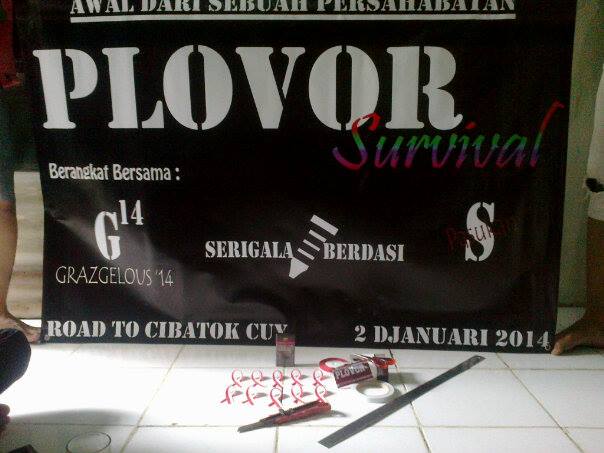 AWAL DARI SEBUAH PERSAHABATAN
PLOVOR
Survival
Berangkat Bersama :
G14
GRAZGELOUS '14
SERIGALA BERDASI
S
ROAD TO CIBATOK CUY
2 DJANUARI 2014
PLOVOR